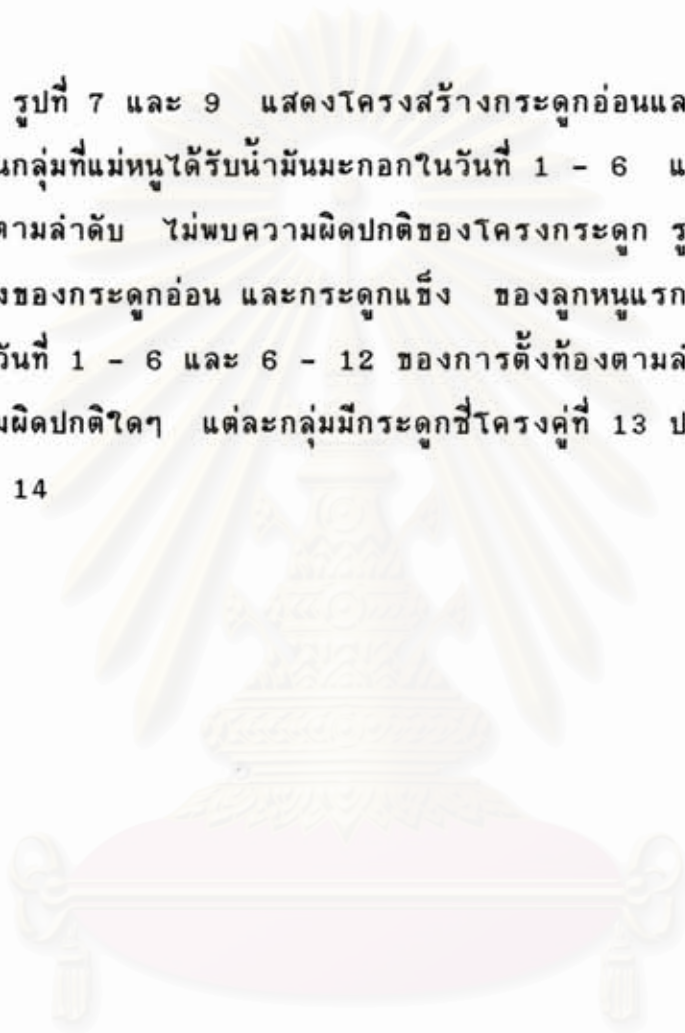 รูปที่ 7 และ 9 แสดงโครงสร้างกระดูกอ่อนแล
นกลุ่มที่แม่หนูได้รับน้ำมันมะกอกในวันที่ 1 - 6 แ
ตามลำดับ ไม่พบความผิดปกติของโครงกระดูก รู
งของกระดูกอ่อน และกระดูกแข็ง ของลูกหนูแรก
วันที่ 1 - 6 และ 6 - 12 ของการตั้งท้องตามล้
มผิดปกติใดๆ แต่ละกลุ่มมีกระดูกซี่โครงคู่ที่ 13 ป
14